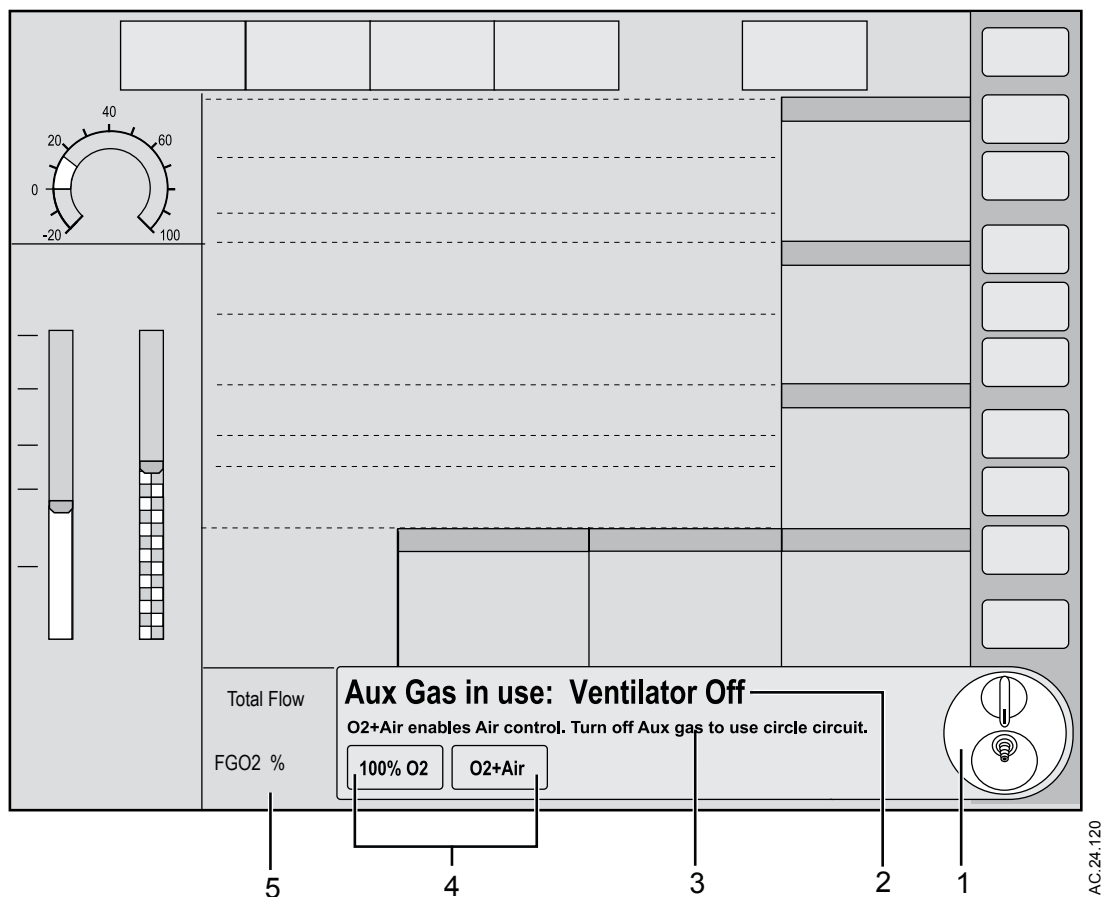 40
20
60
0
-20
100
Total Flow
Aux Gas in use: Ventilator Off
O2+Air enables Air control. Turn off Aux gas to use circle circuit.
FGO2 %
100% O2
O2+Air
5
4
3
2
1
AC.24.120